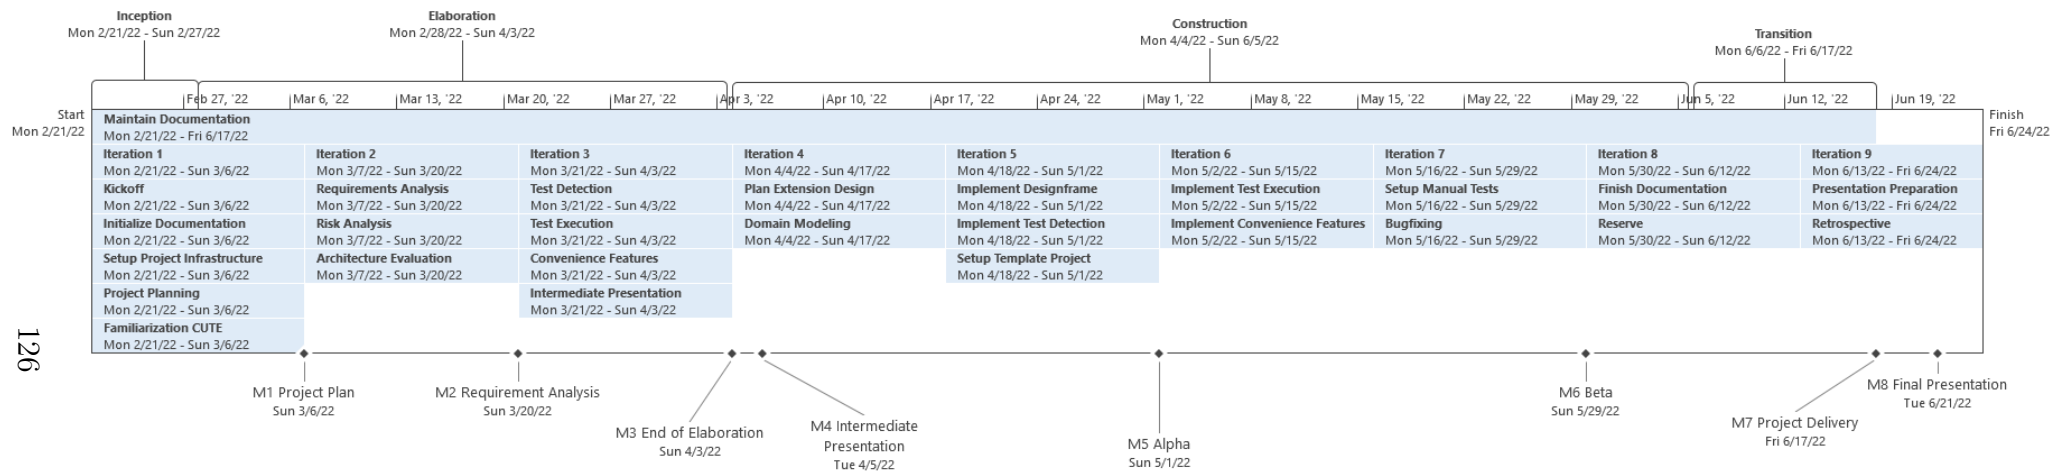 Inception
Mon 2/21/22 - Sun 2/27/22
Elaboration
Mon 2/28/22 - Sun 4/3/22
Construction
Mon 4/4/22 - Sun 6/5/22
Transition
Mon 6/6/22 - Fri 6/17/22
Feb 27, '22
Mar 6, '22
Mar 13, '22
Mar 20, '22
Mar 27, '22
Apr 3, '22
Apr 10, '22
Apr 17, '22
Apr 24, '22
May 1, '22
May 8, '22
May 15, '22
May 22, '22
May 29, '22
Jun 5, '22
Jun 12, '22
Jun 19, '22
Start
Mon 2/21/22
Finish
Fri 6/24/22
Maintain Documentation
Mon 2/21/22 - Fri 6/17/22
Iteration 1
Mon 2/21/22 - Sun 3/6/22
Kickoff
Mon 2/21/22 - Sun 3/6/22
Initialize Documentation
Mon 2/21/22 - Sun 3/6/22
Setup Project Infrastructure
Mon 2/21/22 - Sun 3/6/22
Project Planning
Mon 2/21/22 - Sun 3/6/22
Familiarization CUTE
Mon 2/21/22 - Sun 3/6/22
Iteration 2
Mon 3/7/22 - Sun 3/20/22
Requirements Analysis
Mon 3/7/22 - Sun 3/20/22
Risk Analysis
Mon 3/7/22 - Sun 3/20/22
Architecture Evaluation
Mon 3/7/22 - Sun 3/20/22
Iteration 3
Mon 3/21/22 - Sun 4/3/22
Test Detection
Mon 3/21/22 - Sun 4/3/22
Test Execution
Mon 3/21/22 - Sun 4/3/22
Convenience Features
Mon 3/21/22 - Sun 4/3/22
Intermediate Presentation
Mon 3/21/22 - Sun 4/3/22
Iteration 4
Mon 4/4/22 - Sun 4/17/22
Plan Extension Design
Mon 4/4/22 - Sun 4/17/22
Domain Modeling
Mon 4/4/22 - Sun 4/17/22
Iteration 5
Mon 4/18/22 - Sun 5/1/22
Implement Designframe
Mon 4/18/22 - Sun 5/1/22
Implement Test Detection
Mon 4/18/22 - Sun 5/1/22
Setup Template Project
Mon 4/18/22 - Sun 5/1/22
Iteration 6
Mon 5/2/22 - Sun 5/15/22
Implement Test Execution
Mon 5/2/22 - Sun 5/15/22
Implement Convenience Features
Mon 5/2/22 - Sun 5/15/22
Iteration 7
Mon 5/16/22 - Sun 5/29/22
Setup Manual Tests
Mon 5/16/22 - Sun 5/29/22
Bugfixing
Mon 5/16/22 - Sun 5/29/22
Iteration 8
Mon 5/30/22 - Sun 6/12/22
Finish Documentation
Mon 5/30/22 - Sun 6/12/22
Reserve
Mon 5/30/22 - Sun 6/12/22
Iteration 9
Mon 6/13/22 - Fri 6/24/22
Presentation Preparation
Mon 6/13/22 - Fri 6/24/22
Retrospective
Mon 6/13/22 - Fri 6/24/22
M1 Project Plan
Sun 3/6/22
M2 Requirement Analysis
Sun 3/20/22
M3 End of Elaboration
Sun 4/3/22
M4 Intermediate
Presentation
Tue 4/5/22
M5 Alpha
Sun 5/1/22
M6 Beta
Sun 5/29/22
M7 Project Delivery
Fri 6/17/22
M8 Final Presentation
Tue 6/21/22
126